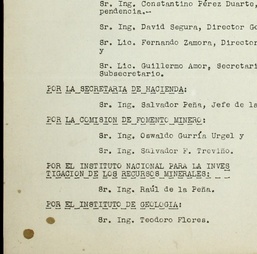 Sr. Ing. Constantino Pérez Duarte,
pendencia.--
Sr. Ing. David Segura, Director Ge
Sr. Lic. Fernando Zamora, Director
y
Sr. Lic. Guillermo Amor, Secretari
Subsecretario.
POR LA SECRETARIA DE HACIENDA:
Sr. Ing. Salvador Peña, Jefe de la
POR LA COMISION DE FOMENTO MINERO:
Sr. Ing. Oswaldo Gurría Urgel y
Sr. Ing. Salvador F. Treviño.
POR EL INSTITUTO NACIONAL PARA LA INVES
TIGACION DE LOS RECURSOS MINERALES:
Sr. Ing. Raúl de la Peña.
POR EL INSTITUTO DE GEOLOGIA:
Sr. Ing. Teodoro Flores.